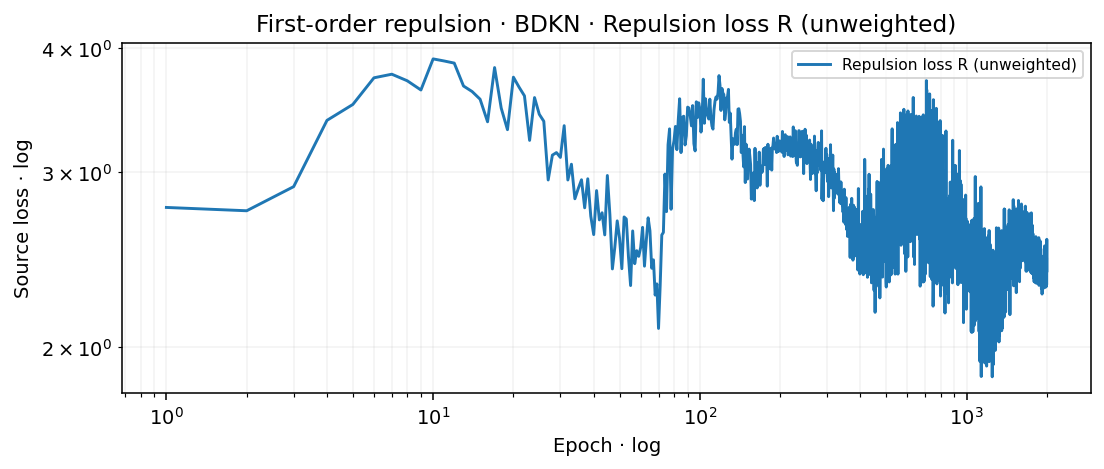 First-order repulsion · BDKN · Repulsion loss R (unweighted)
Repulsion loss R (unweighted)
Source loss · log
4 × 10⁰
3 × 10⁰
2 × 10⁰
10⁰ 10¹ 10² 10³
Epoch · log